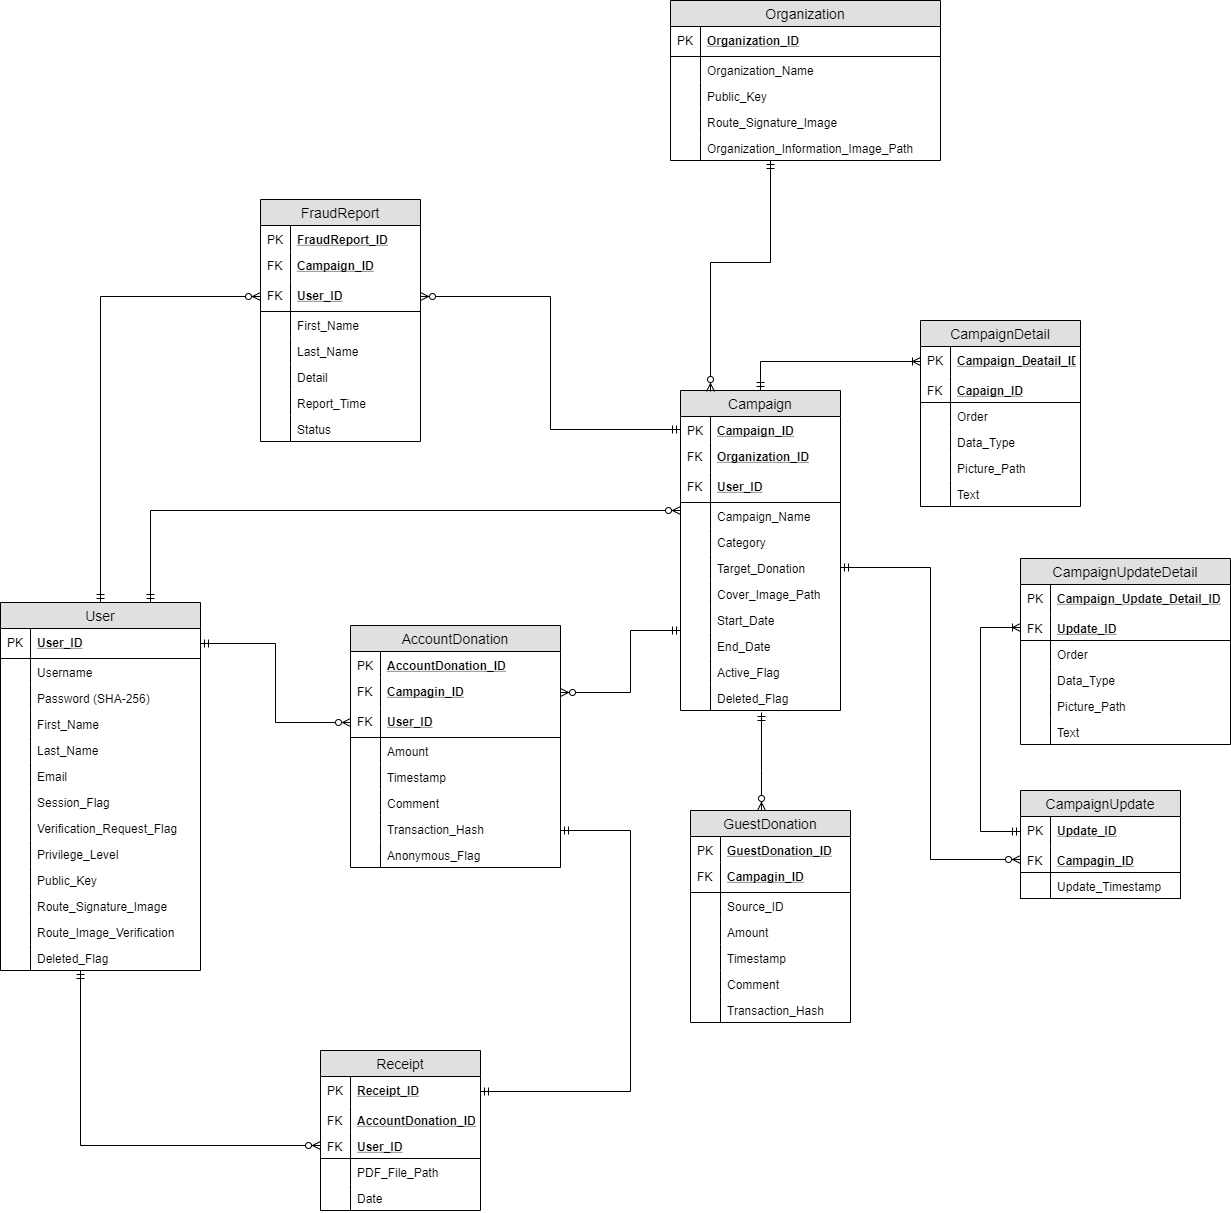 Organization
PK Organization_ID
Organization_Name
Public_Key
Route_Signature_Image
Organization_Information_Image_Path
FraudReport
PK FraudReport_ID
FK Campaign_ID
FK User_ID
First_Name
Last_Name
Detail
Report_Time
Status
CampaignDetail
PK Campaign_Deatail_ID
FK Capaign_ID
Order
Data_Type
Picture_Path
Text
Campaign
PK Campaign_ID
FK Organization_ID
FK User_ID
Campaign_Name
Category
Target_Donation
Cover_Image_Path
Start_Date
End_Date
Active_Flag
Deleted_Flag
CampaignUpdateDetail
PK Campaign_Update_Detail_ID
FK Update_ID
Order
Data_Type
Picture_Path
Text
User
PK User_ID
Username
Password (SHA-256)
First_Name
Last_Name
Email
Session_Flag
Verification_Request_Flag
Privilege_Level
Public_Key
Route_Signature_Image
Route_Image_Verification
Deleted_Flag
AccountDonation
PK AccountDonation_ID
FK Campagin_ID
FK User_ID
Amount
Timestamp
Comment
Transaction_Hash
Anonymous_Flag
CampaignUpdate
PK Update_ID
FK Campagin_ID
Update_Timestamp
GuestDonation
PK GuestDonation_ID
FK Campagin_ID
Source_ID
Amount
Timestamp
Comment
Transaction_Hash
Receipt
PK Receipt_ID
FK AccountDonation_ID
FK User_ID
PDF_File_Path
Date